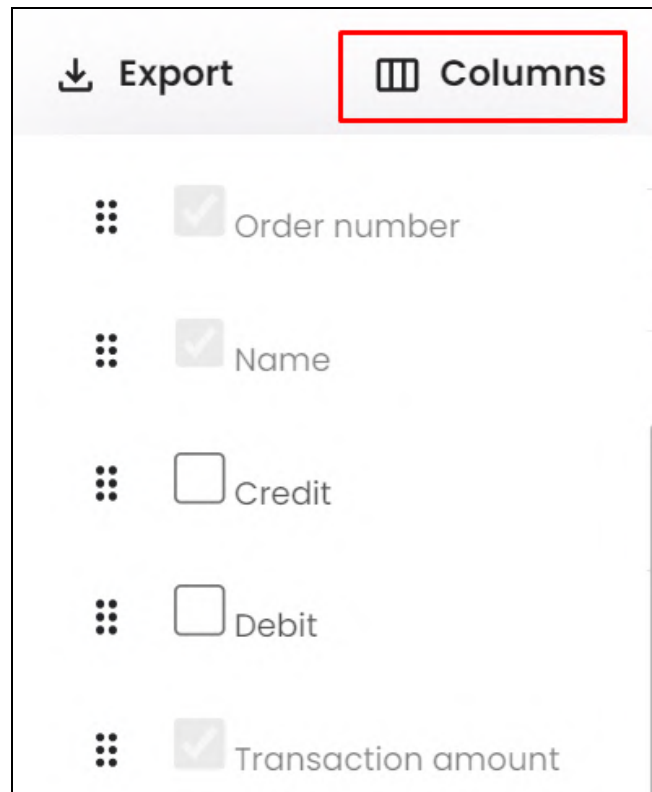 Export Columns
Order number
Name
Credit
Debit
Transaction amount